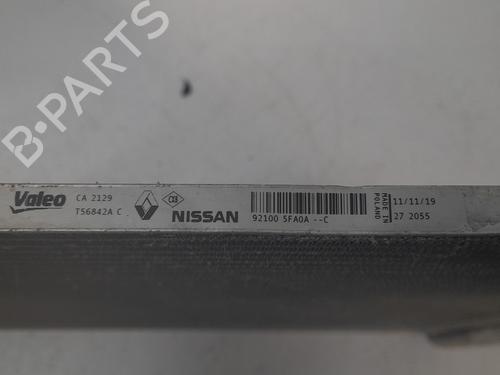 B-PARTS
Valeo
CA 2129
T56842A C
NISSAN
92100 5FA0A --C
MADE IN
POLAND
11/11/19
27 2055